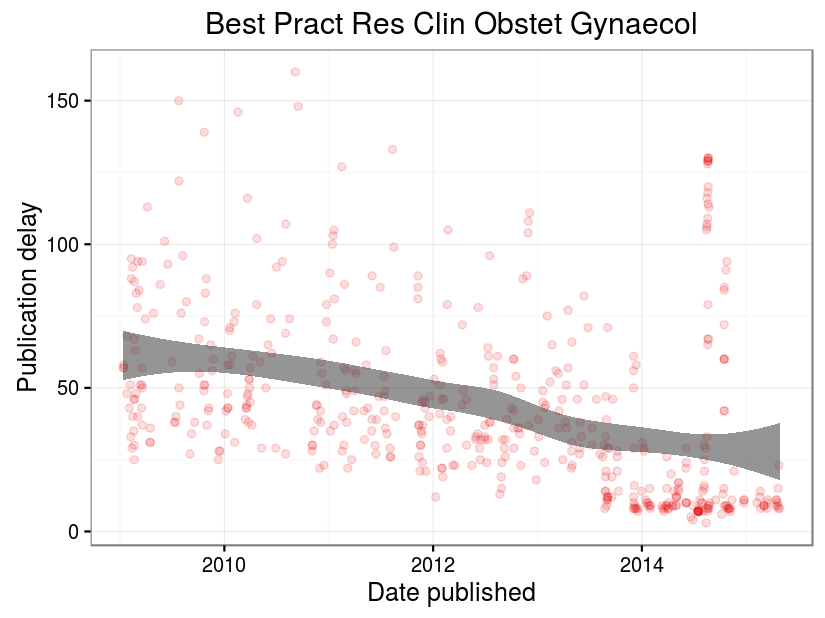 Best Pract Res Clin Obstet Gynaecol
150
100
50
0
Publication delay
2010 2012 2014
Date published